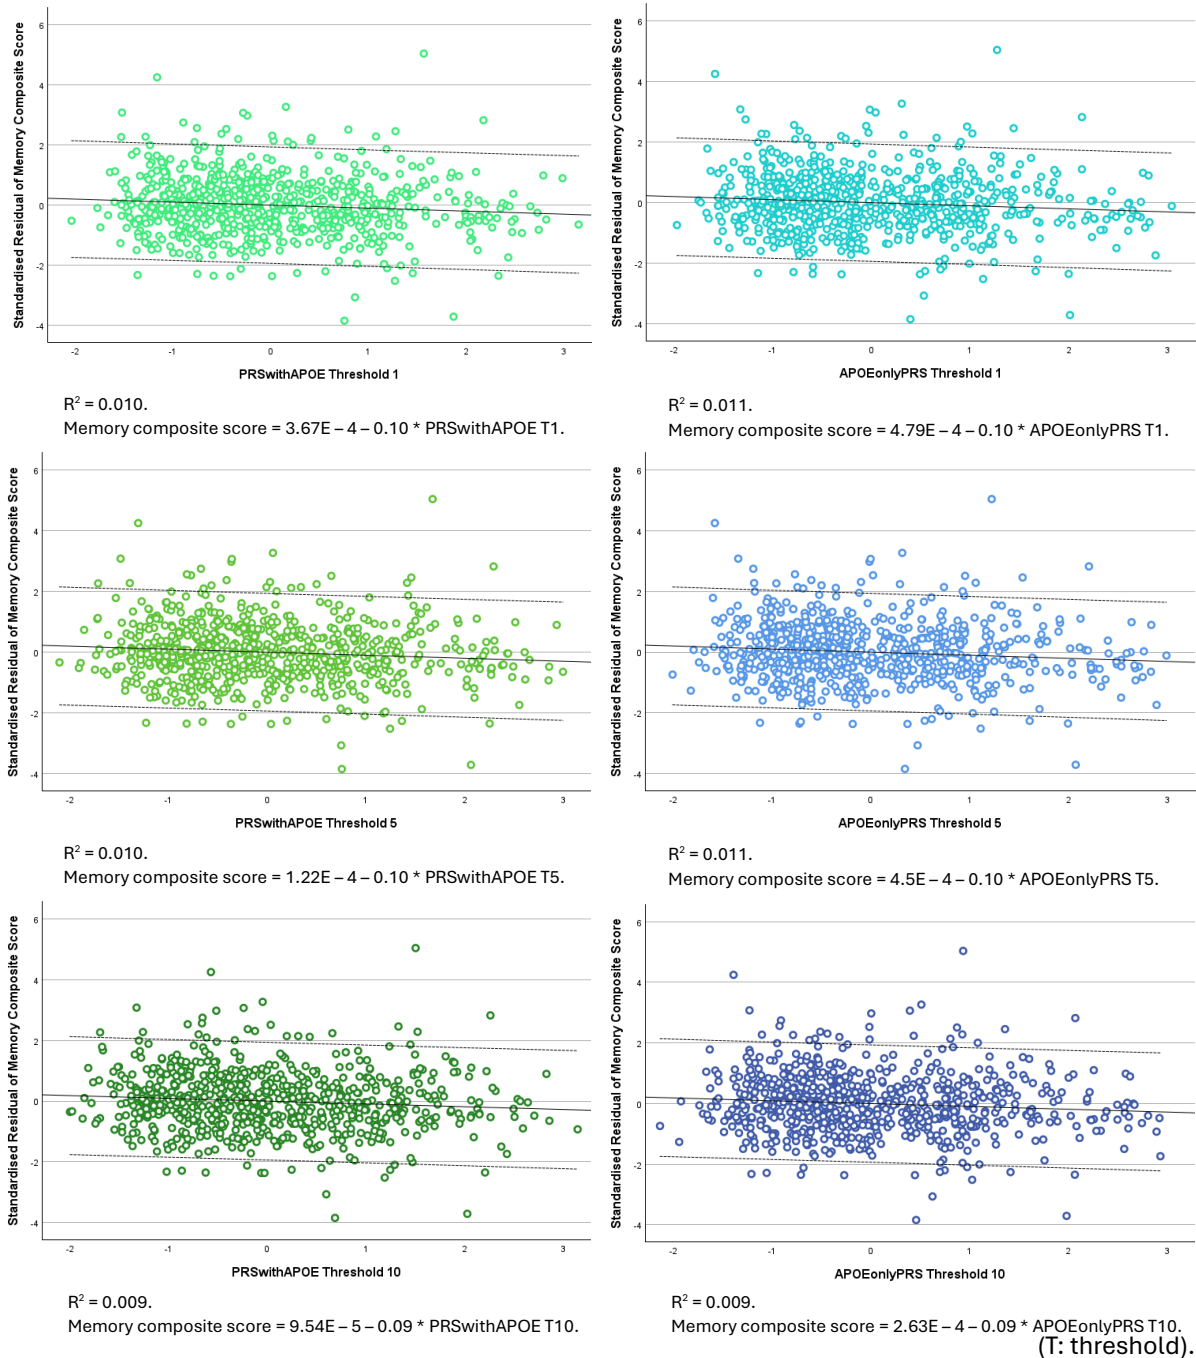 Standardised Residual of Memory Composite Score
6
4
2
0
-2
-4
-2 -1 0 1 2 3
PRSwithAPOE Threshold 1
R² = 0.010.
Memory composite score = 3.67E – 4 – 0.10 * PRSwithAPOE T1.
Standardised Residual of Memory Composite Score
6
4
2
0
-2
-4
-2 -1 0 1 2 3
APOEonlyPRS Threshold 1
R² = 0.011.
Memory composite score = 4.79E – 4 – 0.10 * APOEonlyPRS T1.
Standardised Residual of Memory Composite Score
6
4
2
0
-2
-4
-2 -1 0 1 2 3
PRSwithAPOE Threshold 5
R² = 0.010.
Memory composite score = 1.22E – 4 – 0.10 * PRSwithAPOE T5.
Standardised Residual of Memory Composite Score
6
4
2
0
-2
-4
-2 -1 0 1 2 3
APOEonlyPRS Threshold 5
R² = 0.011.
Memory composite score = 4.5E – 4 – 0.10 * APOEonlyPRS T5.
Standardised Residual of Memory Composite Score
6
4
2
0
-2
-4
-2 -1 0 1 2 3
PRSwithAPOE Threshold 10
R² = 0.009.
Memory composite score = 9.54E – 5 – 0.09 * PRSwithAPOE T10.
Standardised Residual of Memory Composite Score
6
4
2
0
-2
-4
-2 -1 0 1 2 3
APOEonlyPRS Threshold 10
R² = 0.009.
Memory composite score = 2.63E – 4 – 0.09 * APOEonlyPRS T10.
(T: threshold).